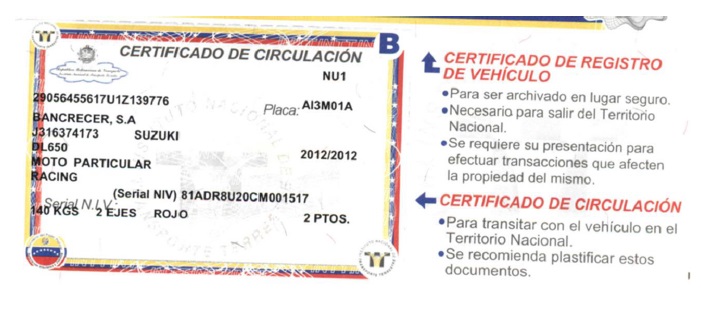 CERTIFICADO DE CIRCULACIÓN
B
NU1
29056455617U1Z139776
Placa: AI3M01A
BANCRECER, S.A
J316374173 SUZUKI
DL650 2012/2012
MOTO PARTICULAR
RACING
(Serial NIV) 81ADR8U20CM001517
Serial N.I.V.:
140 KGS 2 EJES ROJO 2 PTOS.
CERTIFICADO DE REGISTRO
DE VEHÍCULO
•Para ser archivado en lugar seguro.
•Necesario para salir del Territorio
Nacional.
•Se requiere su presentación para
efectuar transacciones que afecten
la propiedad del mismo.
CERTIFICADO DE CIRCULACIÓN
•Para transitar con el vehículo en el
Territorio Nacional.
•Se recomienda plastificar estos
documentos.